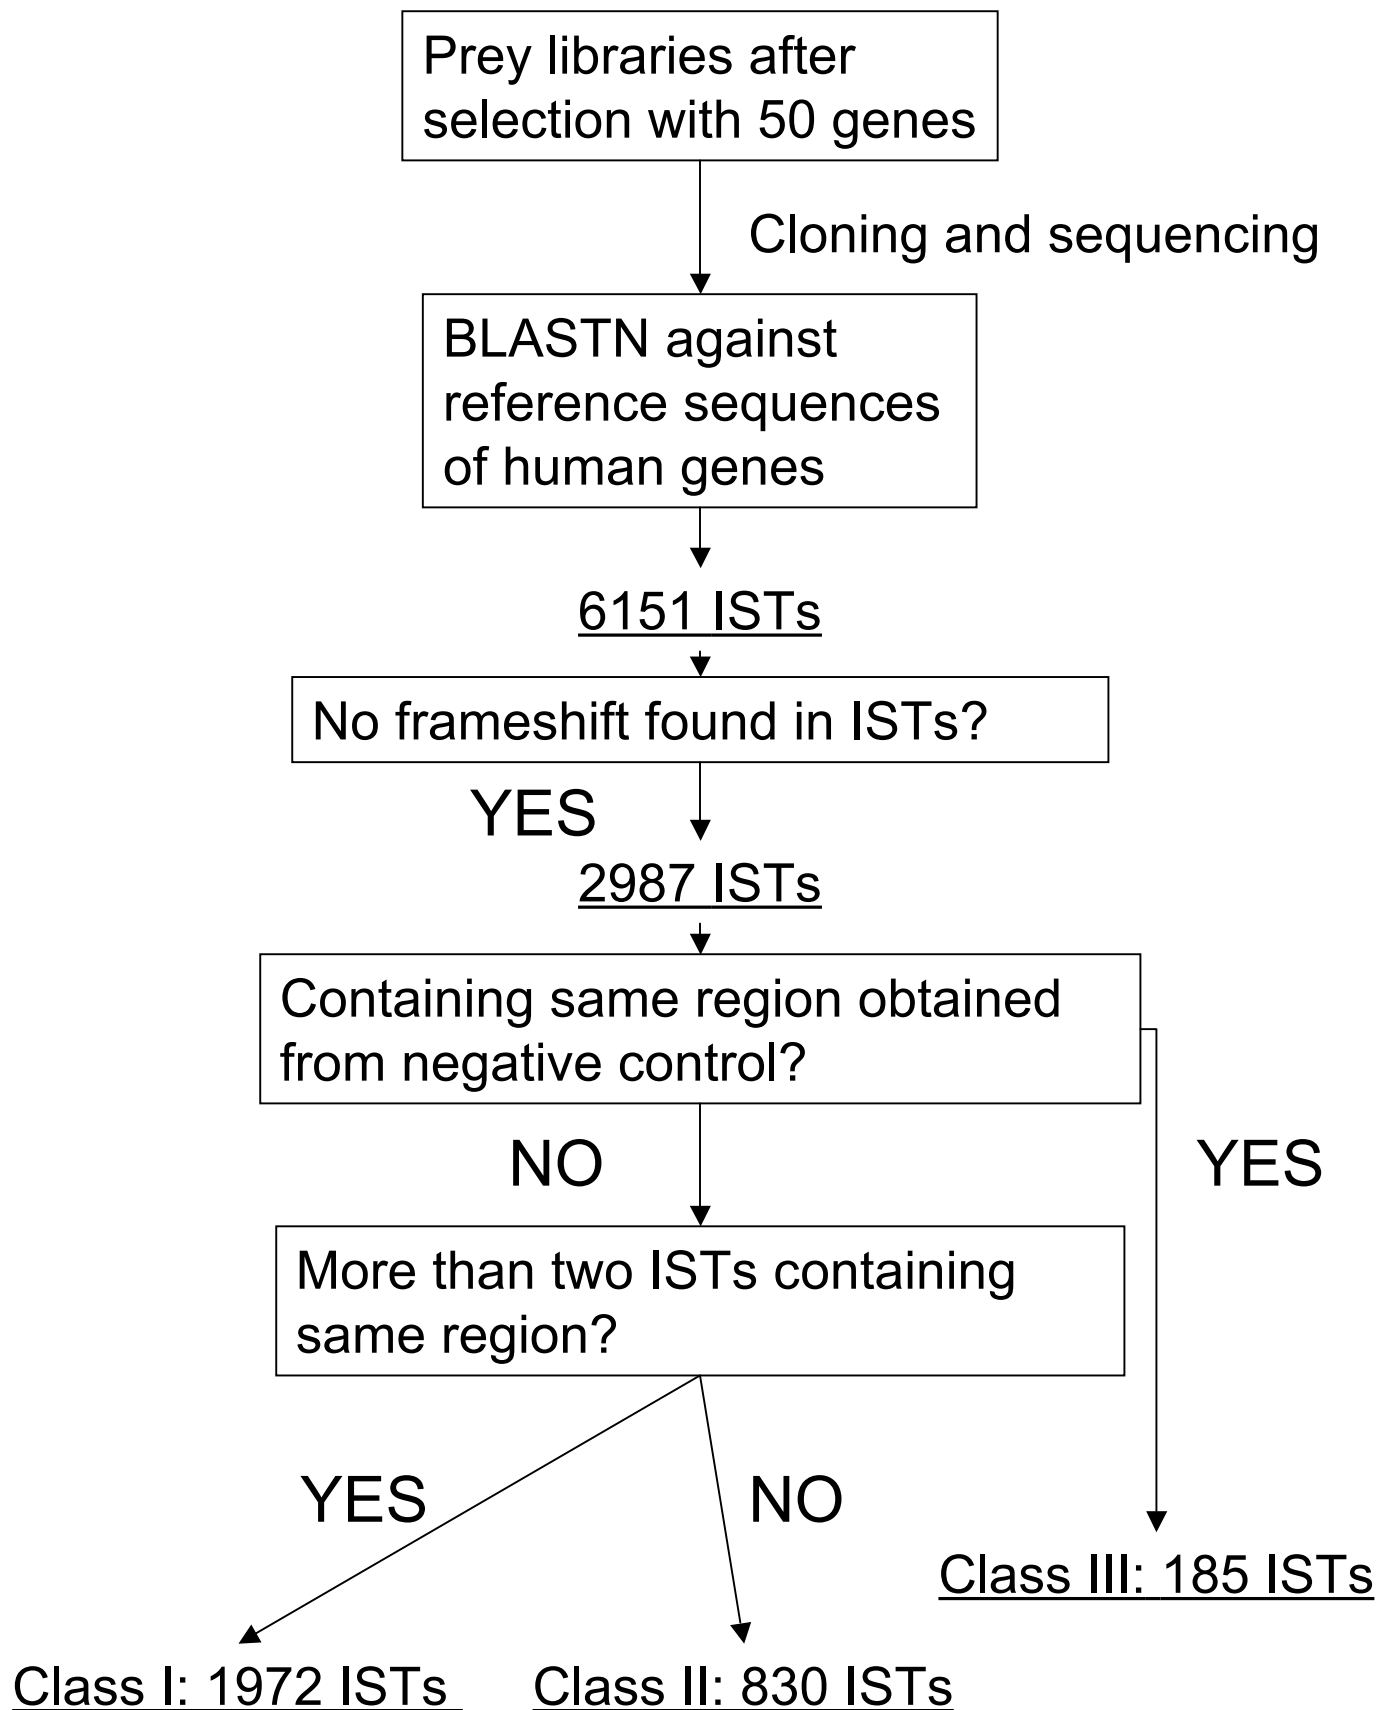 Prey libraries after
selection with 50 genes
Cloning and sequencing
BLASTN against
reference sequences
of human genes
6151 ISTs
No frameshift found in ISTs?
YES
2987 ISTs
Containing same region obtained
from negative control?
NO
YES
More than two ISTs containing
same region?
YES
NO
Class III: 185 ISTs
Class I: 1972 ISTs
Class II: 830 ISTs